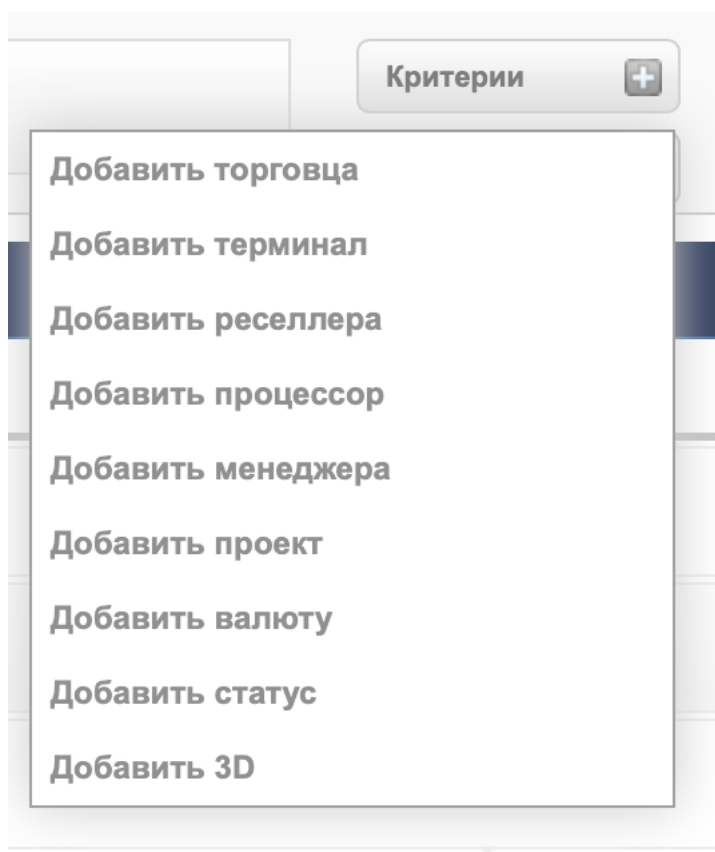 Критерии
Добавить торговца
Добавить терминал
Добавить реселлера
Добавить процессор
Добавить менеджера
Добавить проект
Добавить валюту
Добавить статус
Добавить 3D